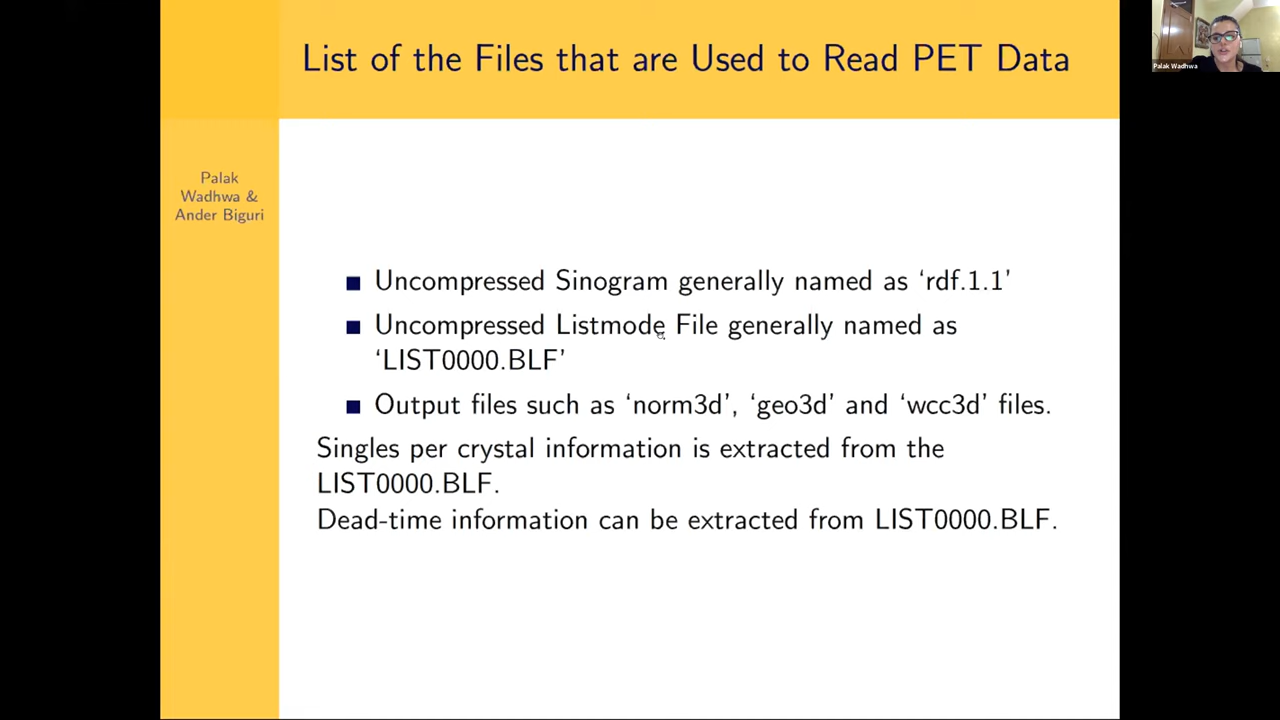 List of the Files that are Used to Read PET Data
Palak Wadhwa
Palak
Wadhwa &
Ander Biguri
Uncompressed Sinogram generally named as ‘rdf.1.1’
Uncompressed Listmode File generally named as
‘LIST0000.BLF’
Output files such as ‘norm3d’, ‘geo3d’ and ‘wcc3d’ files.
Singles per crystal information is extracted from the
LIST0000.BLF.
Dead-time information can be extracted from LIST0000.BLF.